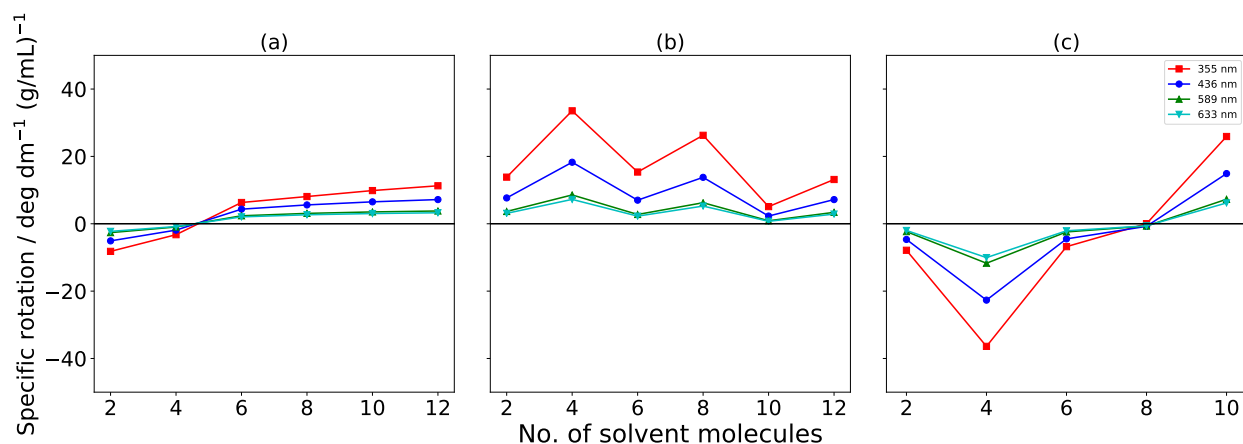 (a) (b) (c)
Specific rotation / deg dm⁻¹ (g/mL)⁻¹
40
20
0
−20
−40
355 nm
436 nm
589 nm
633 nm
2 4 6 8 10 12 2 4 6 8 10 12 2 4 6 8 10
No. of solvent molecules